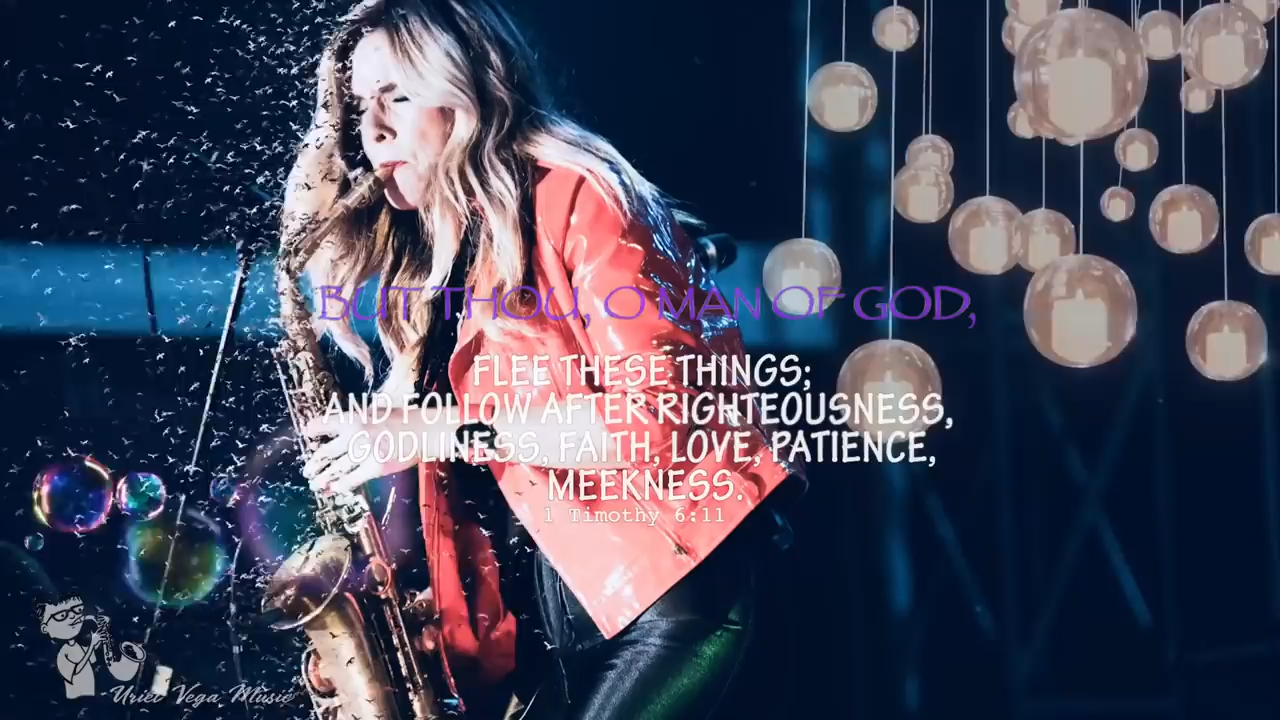 BUT THOU, O MAN OF GOD,
FLEE THESE THINGS;
AND FOLLOW AFTER RIGHTEOUSNESS,
GODLINESS, FAITH, LOVE, PATIENCE,
MEEKNESS.
1 Timothy 6:11
Uriel Vega Music